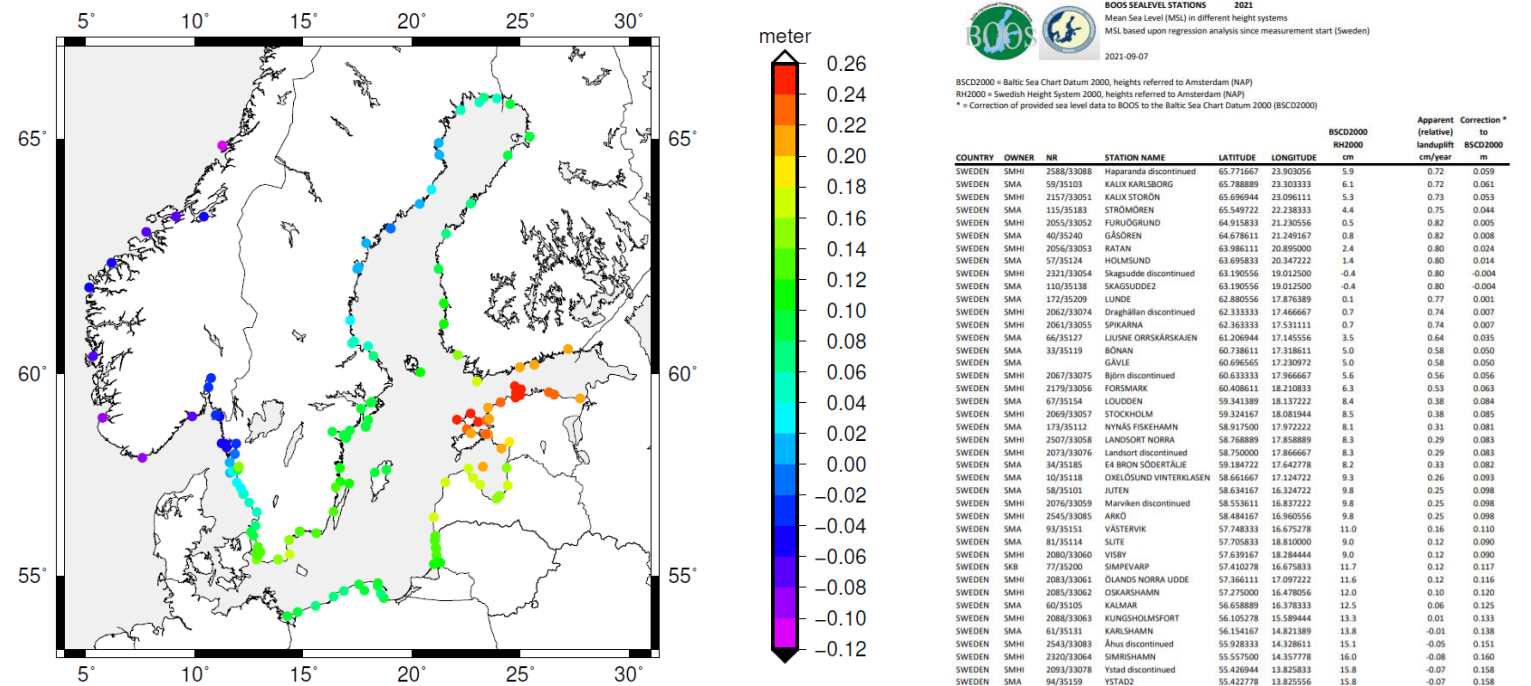 5° 10° 15° 20° 25° 30°
65° 65°
60° 60°
55° 55°
5° 10° 15° 20° 25° 30°
meter
0.26
0.24
0.22
0.20
0.18
0.16
0.14
0.12
0.10
0.08
0.06
0.04
0.02
0.00
−0.02
−0.04
−0.06
−0.08
−0.10
−0.12
BOOS
BOOS SEALEVEL STATIONS 2021
Mean Sea Level (MSL) in different height systems
MSL based upon regression analysis since measurement start (Sweden)
2021-09-07
BSCD2000 = Baltic Sea Chart Datum 2000, heights referred to Amsterdam (NAP)
RH2000 = Swedish Height System 2000, heights referred to Amsterdam (NAP)
* = Correction of provided sea level data to BOOS to the Baltic Sea Chart Datum 2000 (BSCD2000)
Apparent Correction *
BSCD2000 (relative) to
RH2000 landuplift BSCD2000
COUNTRY OWNER NR STATION NAME LATITUDE LONGITUDE cm cm/year m
SWEDEN SMHI 2588/33088 Haparanda discontinued 65.771667 23.903056 5.9 0.72 0.059
SWEDEN SMA 59/35103 KALIX KARLSBORG 65.788889 23.303333 6.1 0.72 0.061
SWEDEN SMHI 2157/33051 KALIX STORÖN 65.696944 23.096111 5.3 0.73 0.053
SWEDEN SMA 115/35183 STRÖMÖREN 65.549722 22.238333 4.4 0.75 0.044
SWEDEN SMHI 2055/33052 FURUÖGRUND 64.915833 21.230556 0.5 0.82 0.005
SWEDEN SMA 40/35240 GÅSÖREN 64.678611 21.249167 0.8 0.82 0.008
SWEDEN SMHI 2056/33053 RATAN 63.986111 20.895000 2.4 0.80 0.024
SWEDEN SMA 57/35124 HOLMSUND 63.695833 20.347222 1.4 0.80 0.014
SWEDEN SMHI 2321/33054 Skagsudde discontinued 63.190556 19.012500 -0.4 0.80 -0.004
SWEDEN SMA 110/35138 SKAGSUDDE2 63.190556 19.012500 -0.4 0.80 -0.004
SWEDEN SMA 172/35209 LUNDE 62.880556 17.876389 0.1 0.77 0.001
SWEDEN SMHI 2062/33074 Draghällan discontinued 62.333333 17.466667 0.7 0.74 0.007
SWEDEN SMHI 2061/33055 SPIKARNA 62.363333 17.531111 0.7 0.74 0.007
SWEDEN SMA 66/35127 LJUSNE ORRSKÄRSKAJEN 61.206944 17.145556 3.5 0.64 0.035
SWEDEN SMA 33/35119 BÖNAN 60.738611 17.318611 5.0 0.58 0.050
SWEDEN SMA GÄVLE 60.696565 17.230972 5.0 0.58 0.050
SWEDEN SMHI 2067/33075 Björn discontinued 60.633333 17.966667 5.6 0.56 0.056
SWEDEN SMHI 2179/33056 FORSMARK 60.408611 18.210833 6.3 0.53 0.063
SWEDEN SMA 67/35154 LOUDDEN 59.341389 18.137222 8.4 0.38 0.084
SWEDEN SMHI 2069/33057 STOCKHOLM 59.324167 18.081944 8.5 0.38 0.085
SWEDEN SMA 173/35112 NYNÄS FISKEHAMN 58.917500 17.972222 8.1 0.31 0.081
SWEDEN SMHI 2507/33058 LANDSORT NORRA 58.768889 17.858889 8.3 0.29 0.083
SWEDEN SMHI 2073/33076 Landsort discontinued 58.750000 17.866667 8.3 0.29 0.083
SWEDEN SMA 34/35185 E4 BRON SÖDERTÄLJE 59.184722 17.642778 8.2 0.33 0.082
SWEDEN SMA 10/35118 OXELÖSUND VINTERKLASEN 58.661667 17.124722 9.3 0.26 0.093
SWEDEN SMA 58/35101 JUTEN 58.634167 16.324722 9.8 0.25 0.098
SWEDEN SMHI 2076/33059 Marviken discontinued 58.553611 16.837222 9.8 0.25 0.098
SWEDEN SMHI 2545/33085 ARKÖ 58.484167 16.960556 9.8 0.25 0.098
SWEDEN SMA 93/35151 VÄSTERVIK 57.748333 16.675278 11.0 0.16 0.110
SWEDEN SMA 81/35114 SLITE 57.705833 18.810000 9.0 0.12 0.090
SWEDEN SMHI 2080/33060 VISBY 57.639167 18.284444 9.0 0.12 0.090
SWEDEN SKB 77/35200 SIMPEVARP 57.410278 16.675833 11.7 0.12 0.117
SWEDEN SMHI 2083/33061 ÖLANDS NORRA UDDE 57.366111 17.097222 11.6 0.12 0.116
SWEDEN SMHI 2085/33062 OSKARSHAMN 57.275000 16.478056 12.0 0.10 0.120
SWEDEN SMA 60/35105 KALMAR 56.658889 16.378333 12.5 0.06 0.125
SWEDEN SMHI 2088/33063 KUNGSHOLMSFORT 56.105278 15.589444 13.3 0.01 0.133
SWEDEN SMA 61/35131 KARLSHAMN 56.154167 14.821389 13.8 -0.01 0.138
SWEDEN SMHI 2543/33083 Åhus discontinued 55.928333 14.328611 15.1 -0.05 0.151
SWEDEN SMHI 2320/33064 SIMRISHAMN 55.557500 14.357778 16.0 -0.08 0.160
SWEDEN SMHI 2093/33078 Ystad discontinued 55.426944 13.825833 15.8 -0.07 0.158
SWEDEN SMA 94/35159 YSTAD2 55.422778 13.825556 15.8 -0.07 0.158